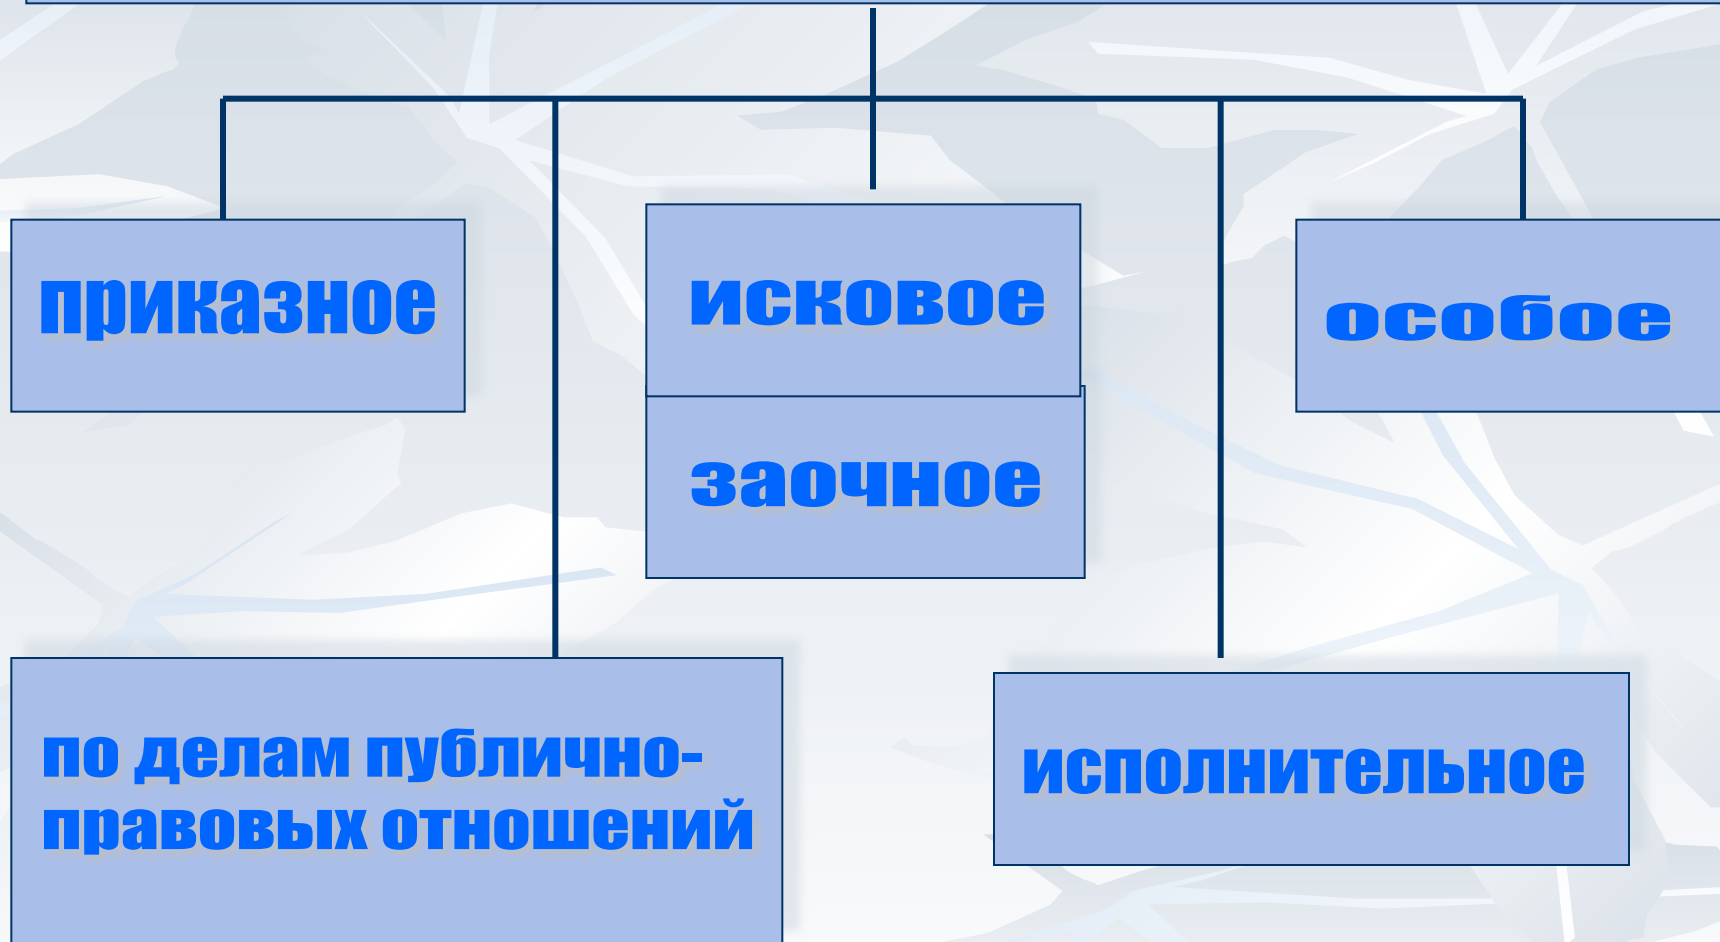 приказное
исковое
особое
заочное
по делам публично-
правовых отношений
исполнительное